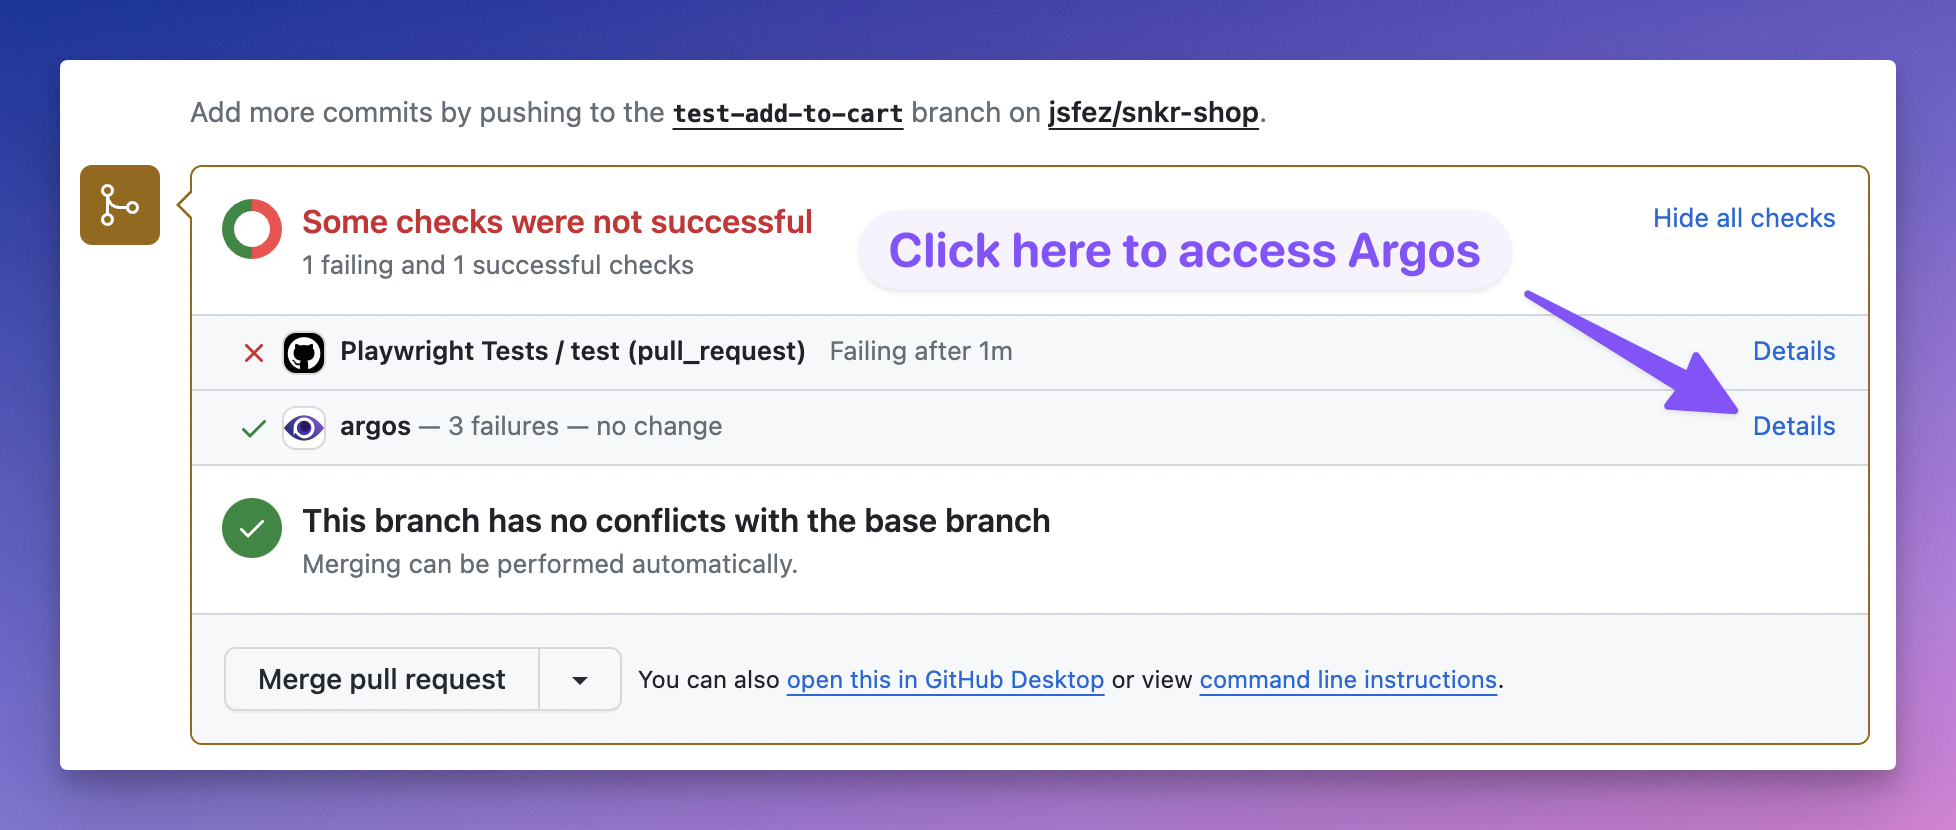 Add more commits by pushing to the test-add-to-cart branch on jsfez/snkr-shop.
Some checks were not successful
1 failing and 1 successful checks
Click here to access Argos
Hide all checks
Playwright Tests / test (pull_request) Failing after 1m
Details
argos — 3 failures — no change
Details
This branch has no conflicts with the base branch
Merging can be performed automatically.
Merge pull request
You can also open this in GitHub Desktop or view command line instructions.